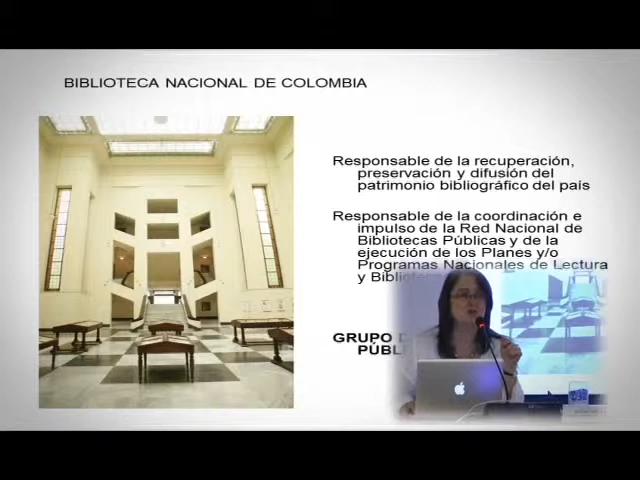 BIBLIOTECA NACIONAL DE COLOMBIA
Responsable de la recuperación,
preservación y difusión del
patrimonio bibliográfico del país
Responsable de la coordinación e
impulso de la Red Nacional de
Bibliotecas Públicas y de la
ejecución de los Planes y/o
Programas Nacionales de Lectura
y
GRUPO